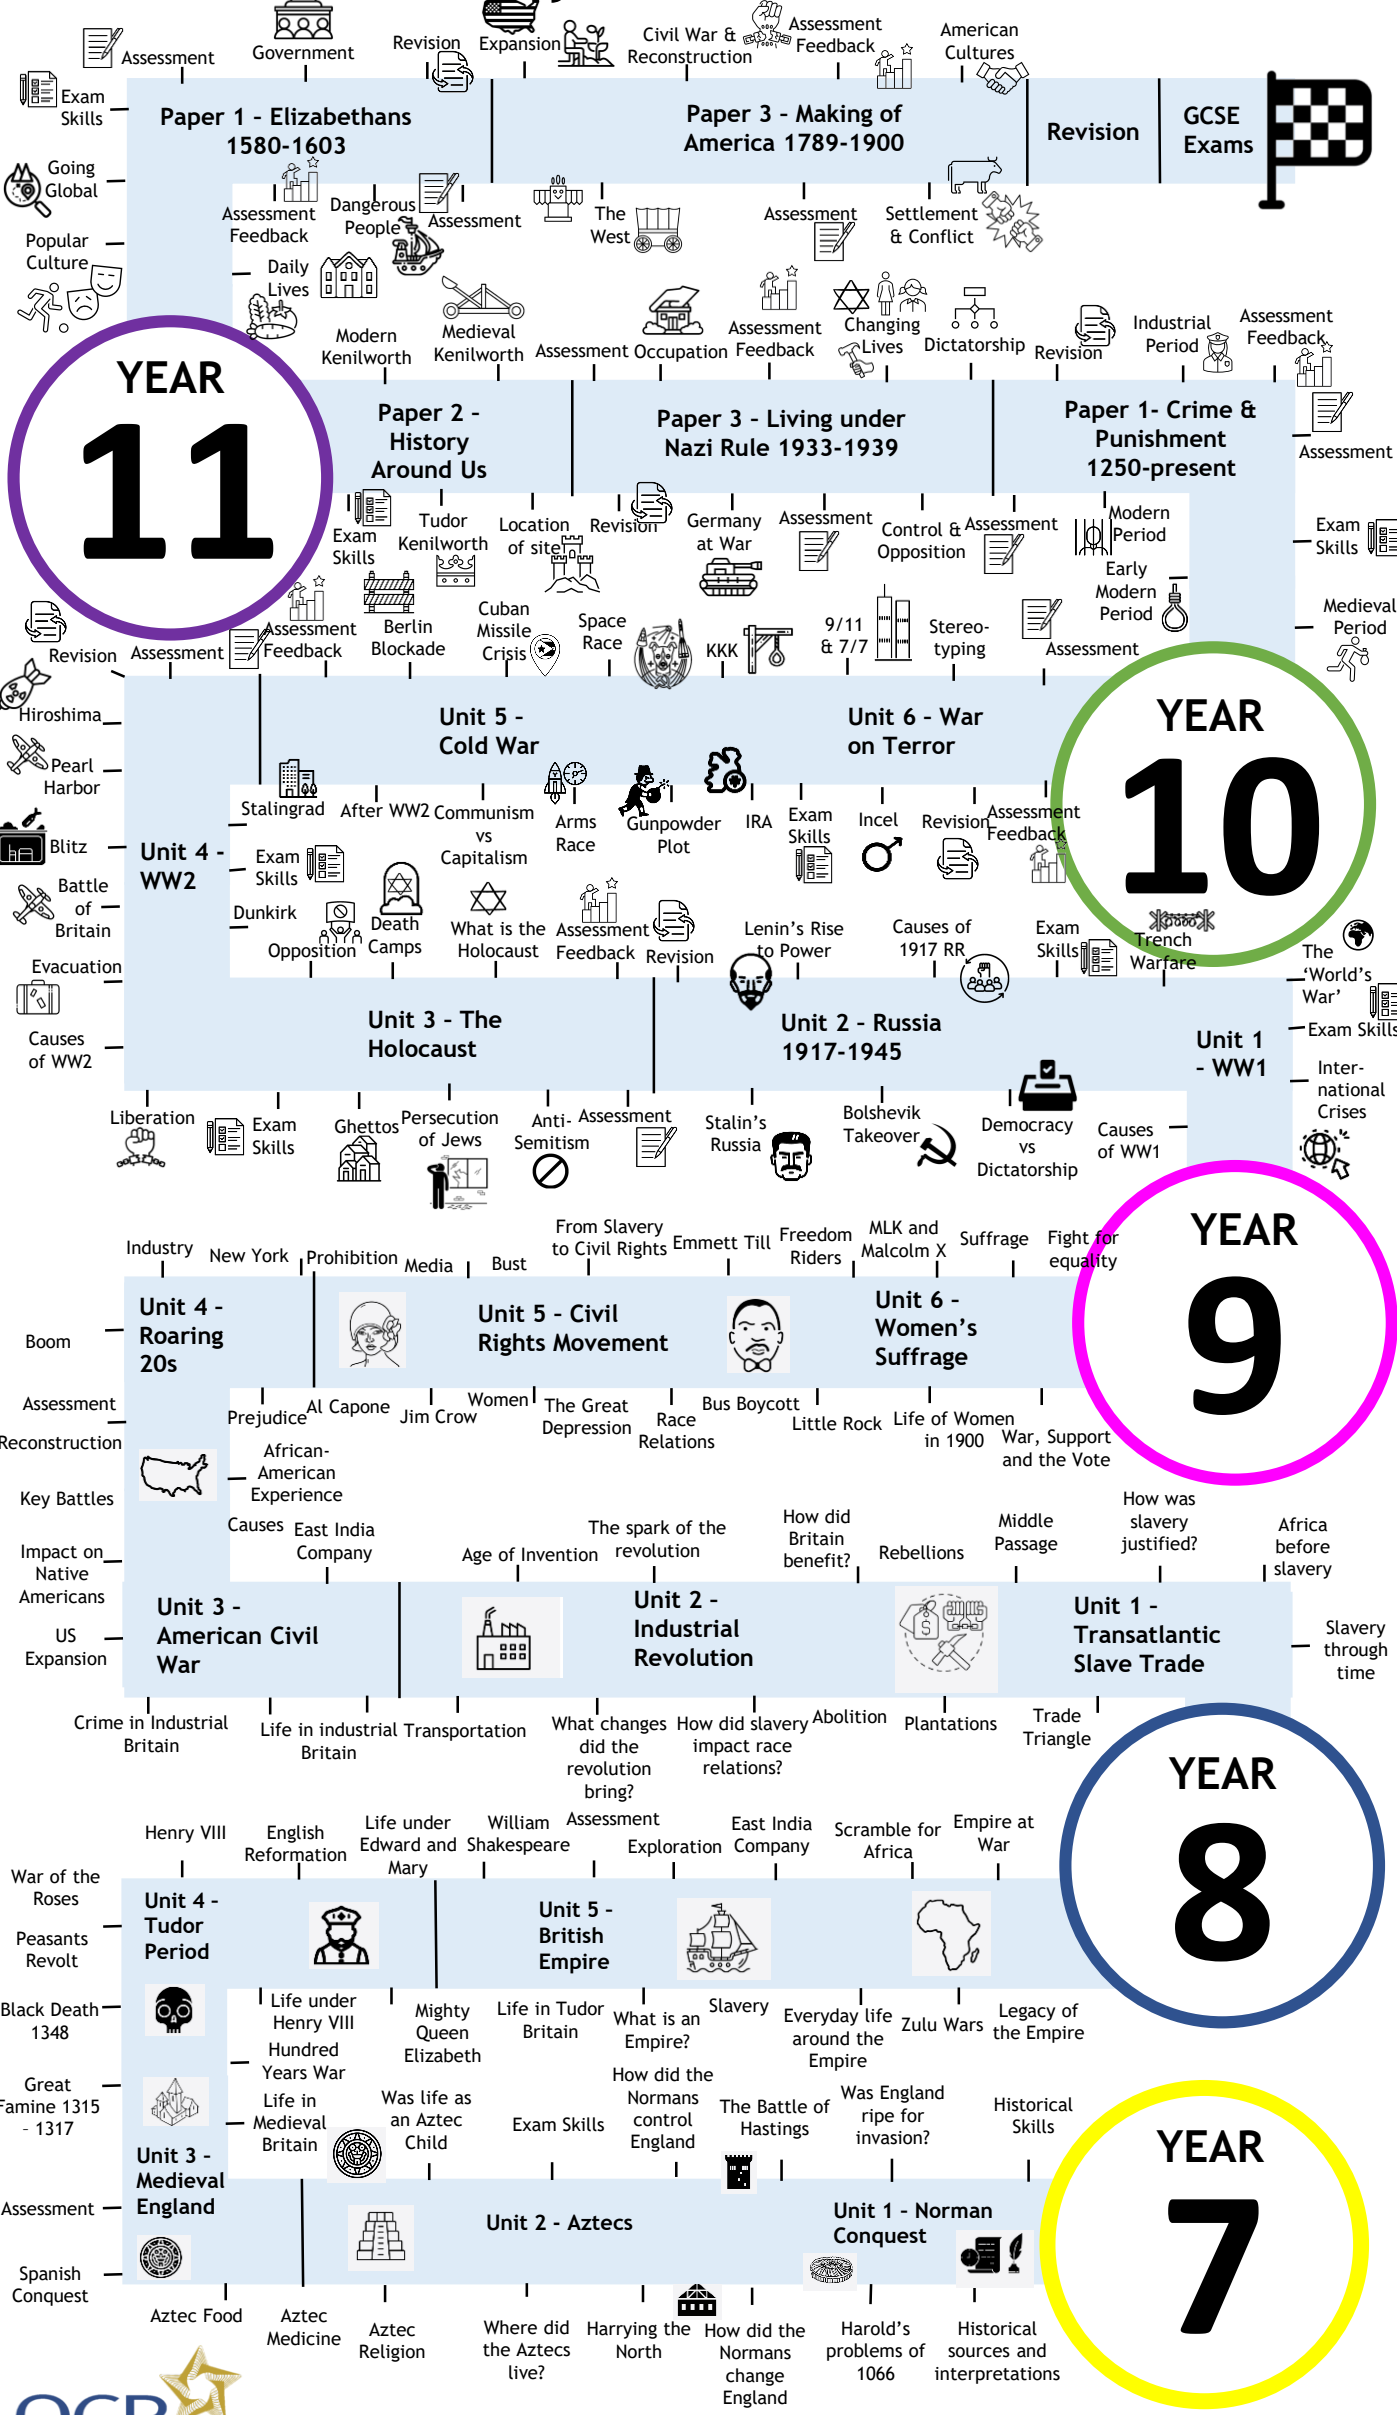 Assessment
Government
Revision
Expansion
Civil War &
Reconstruction
Assessment
Feedback
American
Cultures
Exam
Skills
Paper 1 - Elizabethans
1580-1603
Paper 3 - Making of
America 1789-1900
Revision
GCSE
Exams
Going
Global
Popular
Culture
Assessment
Feedback
Dangerous
People
Assessment
The
West
Assessment
Settlement
& Conflict
Daily
Lives
Modern
Kenilworth
Medieval
Kenilworth
Assessment
Occupation
Assessment
Feedback
Changing
Lives
Dictatorship
Revision
Industrial
Period
Assessment
Feedback
YEAR
11
Paper 2 -
History
Around Us
Paper 3 - Living under
Nazi Rule 1933-1939
Paper 1- Crime &
Punishment
1250-present
Assessment
Exam
Skills
Tudor
Kenilworth
Location
of site
Revision
Germany
at War
Assessment
Control &
Opposition
Assessment
Modern
Period
Exam
Skills
Early
Modern
Period
Medieval
Period
Revision
Assessment
Assessment
Feedback
Berlin
Blockade
Cuban
Missile
Crisis
Space
Race
KKK
9/11
& 7/7
Stereo-
typing
Assessment
Hiroshima
Pearl
Harbor
Blitz
Battle
of
Britain
Evacuation
Causes
of WW2
Unit 5 -
Cold War
Unit 6 - War
on Terror
YEAR
10
Stalingrad
After WW2
Communism
vs
Capitalism
Arms
Race
Gunpowder
Plot
IRA
Exam
Skills
Incel
Revision
Assessment
Feedback
Unit 4 -
WW2
Exam
Skills
Dunkirk
Opposition
Death
Camps
What is the
Holocaust
Assessment
Feedback
Revision
Lenin's Rise
to Power
Causes of
1917 RR
Exam
Skills
Trench
Warfare
The
‘World’s
War’
Exam Skills
Inter-
national
Crises
Unit 3 - The
Holocaust
Unit 2 - Russia
1917-1945
Unit 1
- WW1
Liberation
Exam
Skills
Ghettos
Persecution
of Jews
Anti-
Semitism
Assessment
Stalin’s
Russia
Bolshevik
Takeover
Democracy
vs
Dictatorship
Causes
of WW1
Industry
New York
Prohibition
Media
Bust
From Slavery
to Civil Rights
Emmett Till
Freedom
Riders
MLK and
Malcolm X
Suffrage
Fight for
equality
YEAR
9
Unit 4 -
Roaring
20s
Unit 5 - Civil
Rights Movement
Unit 6 -
Women’s
Suffrage
Boom
Assessment
Reconstruction
Key Battles
Impact on
Native
Americans
US
Expansion
Prejudice
Al Capone
Jim Crow
Women
The Great
Depression
Race
Relations
Bus Boycott
Little Rock
Life of Women
in 1900
War, Support
and the Vote
African-
American
Experience
Causes
East India
Company
Age of Invention
The spark of the
revolution
How did
Britain
benefit?
Rebellions
Middle
Passage
How was
slavery
justified?
Africa
before
slavery
Unit 3 -
American Civil
War
Unit 2 -
Industrial
Revolution
Unit 1 -
Transatlantic
Slave Trade
Slavery
through
time
Crime in Industrial
Britain
Life in industrial
Britain
Transportation
What changes
did the
revolution
bring?
How did slavery
impact race
relations?
Abolition
Plantations
Trade
Triangle
YEAR
8
Henry VIII
English
Reformation
Life under
Edward and
Mary
William
Shakespeare
Assessment
Exploration
East India
Company
Scramble for
Africa
Empire at
War
War of the
Roses
Peasants
Revolt
Black Death
1348
Great
Famine 1315
- 1317
Assessment
Spanish
Conquest
Unit 4 -
Tudor
Period
Unit 5 -
British
Empire
Life under
Henry VIII
Mighty
Queen
Elizabeth
Life in Tudor
Britain
What is an
Empire?
Slavery
Everyday life
around the
Empire
Zulu Wars
Legacy of
the Empire
Hundred
Years War
Life in
Medieval
Britain
Was life as
an Aztec
Child
Exam Skills
How did the
Normans
control
England
The Battle of
Hastings
Was England
ripe for
invasion?
Historical
Skills
YEAR
7
Unit 3 -
Medieval
England
Unit 2 - Aztecs
Unit 1 - Norman
Conquest
Aztec Food
Aztec
Medicine
Aztec
Religion
Where did
the Aztecs
live?
Harrying the
North
How did the
Normans
change
England
Harold’s
problems of
1066
Historical
sources and
interpretations
OCR